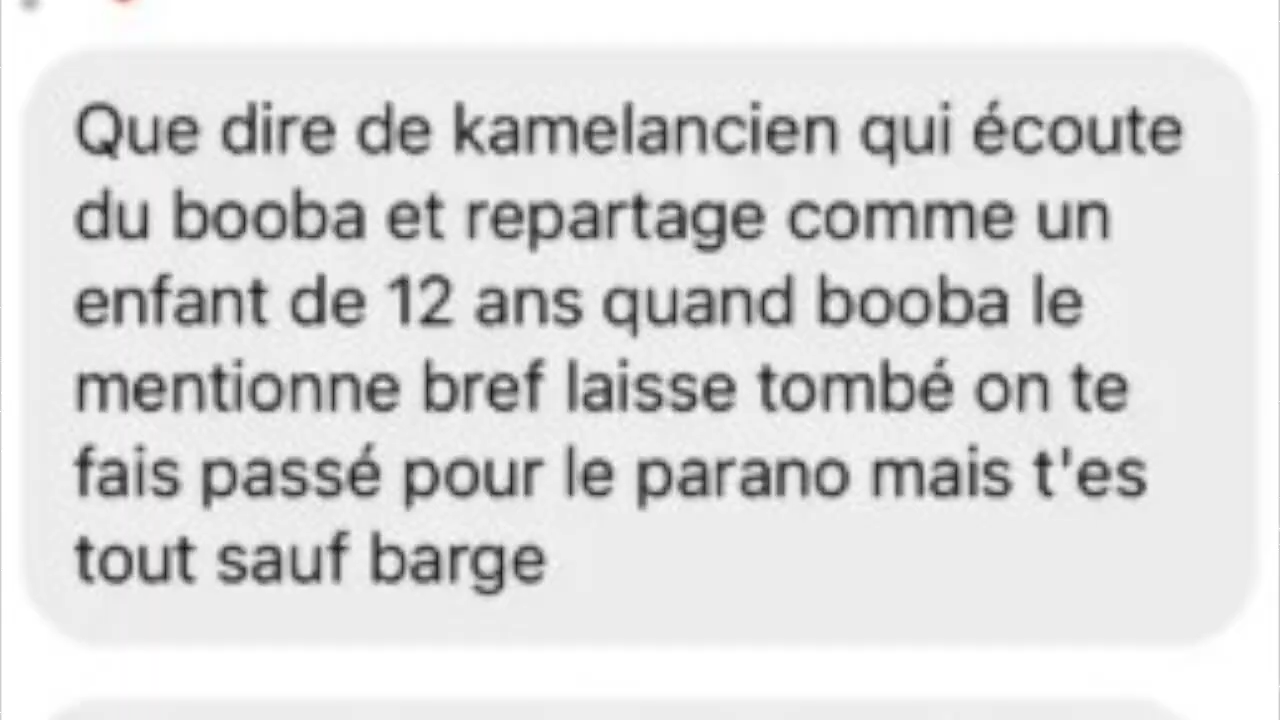 Que dire de kamelancien qui écoute
du booba et repartage comme un
enfant de 12 ans quand booba le
mentionne bref laisse tombé on te
fais passé pour le parano mais t'es
tout sauf barge